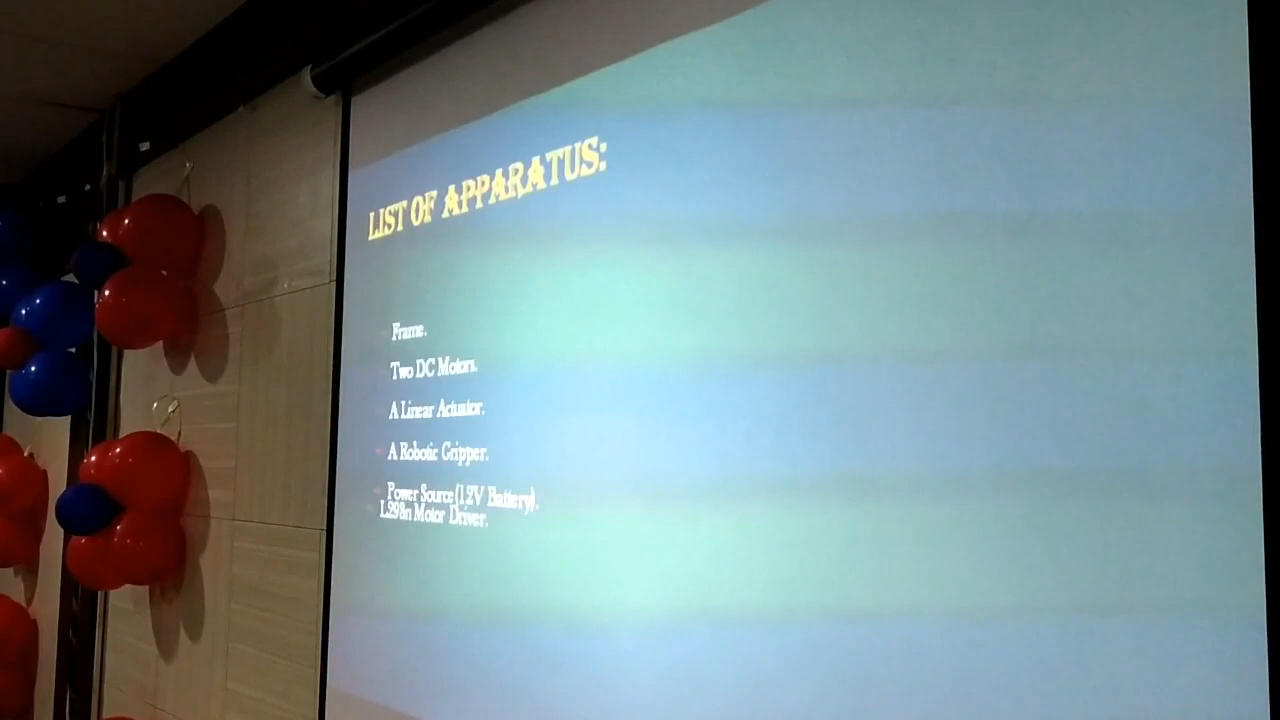 LIST OF APPARATUS:
Frame.
Two DC Motors.
A Linear Actuator.
A Robotic Gripper.
Power Source(12V Battery).
L298n Motor Driver.